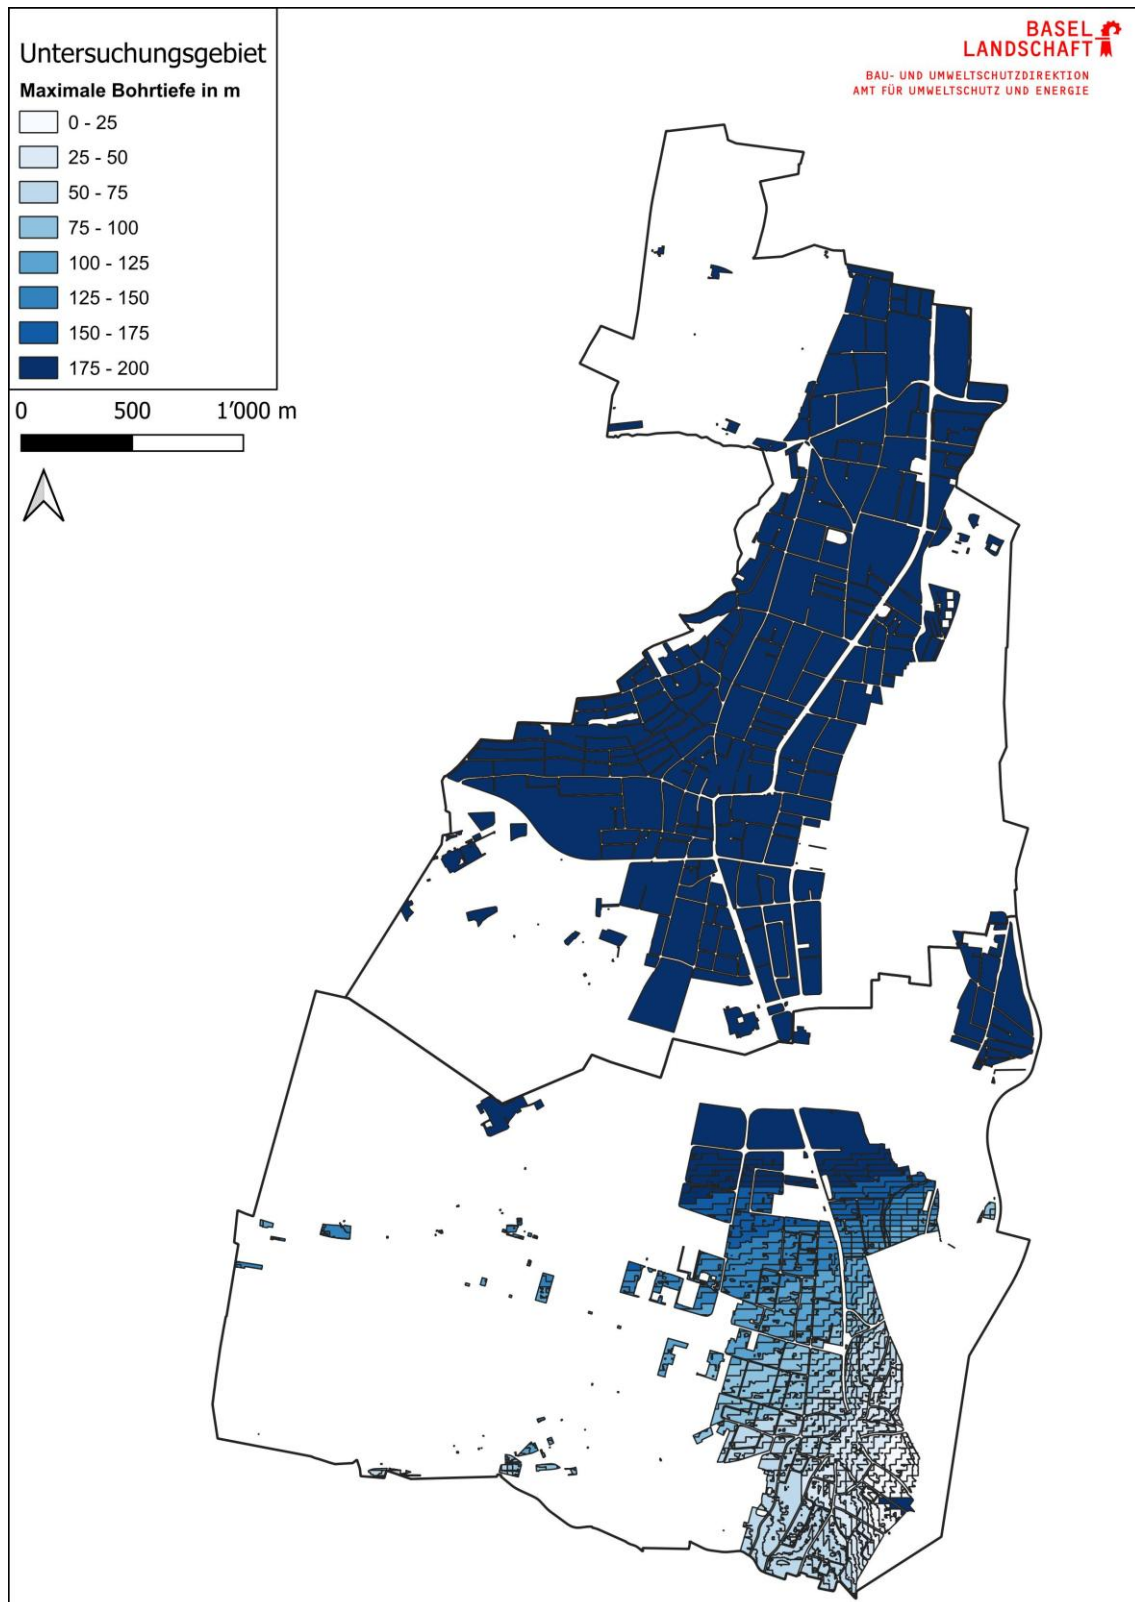 Untersuchungsgebiet
Maximale Bohrtiefe in m
0 - 25
25 - 50
50 - 75
75 - 100
100 - 125
125 - 150
150 - 175
175 - 200
0 500 1'000 m
BASEL
LANDSCHAFT
BAU- UND UMWELTSCHUTZDIREKTION
AMT FÜR UMWELTSCHUTZ UND ENERGIE